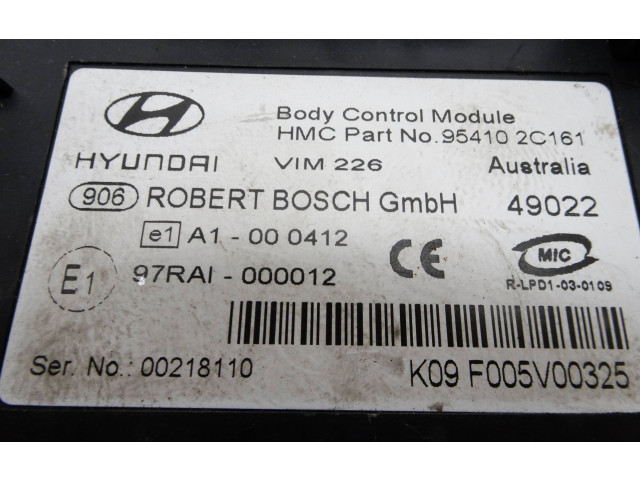 Body Control Module
HMC Part No. 95410 2C161
HYUNDAI VIM 226 Australia
906 ROBERT BOSCH GmbH 49022
e1 A1 - 00 0412 CE MIC
E1 97RAI - 000012 R-LPD1-03-0109
Ser. No.: 00218110 K09 F005V00325